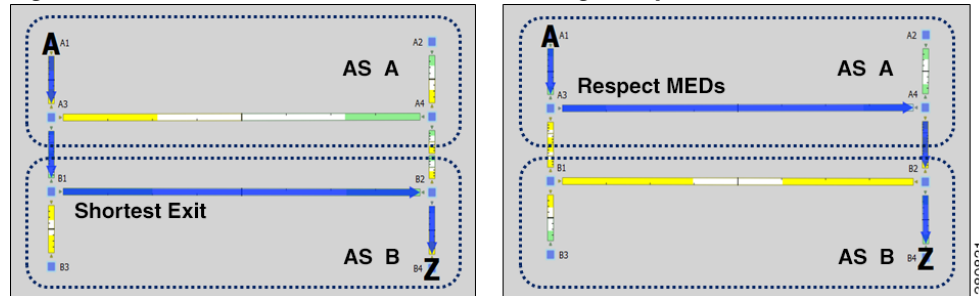 A A1
A2
AS A
A3
A4
B1
B2
Shortest Exit
AS B
B3
B4 Z
A A1
A2
AS A
Respect MEDs
A3
A4
B1
B2
AS B
B3
B4 Z